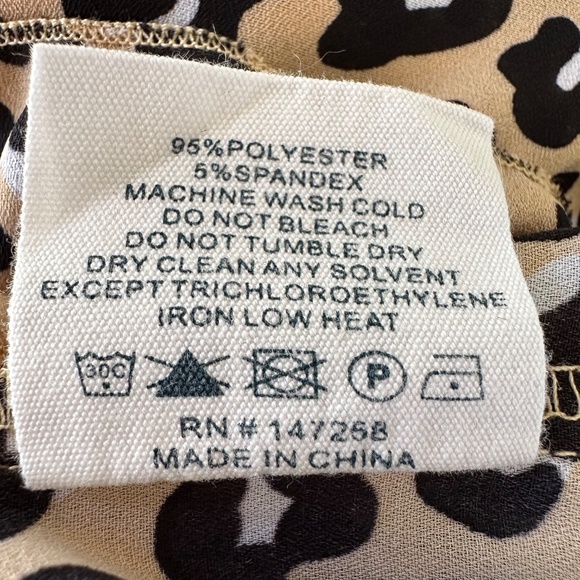 95%POLYESTER
5%SPANDEX
MACHINE WASH COLD
DO NOT BLEACH
DO NOT TUMBLE DRY
DRY CLEAN ANY SOLVENT
EXCEPT TRICHLOROETHYLENE
IRON LOW HEAT
30C P
RN # 147268
MADE IN CHINA